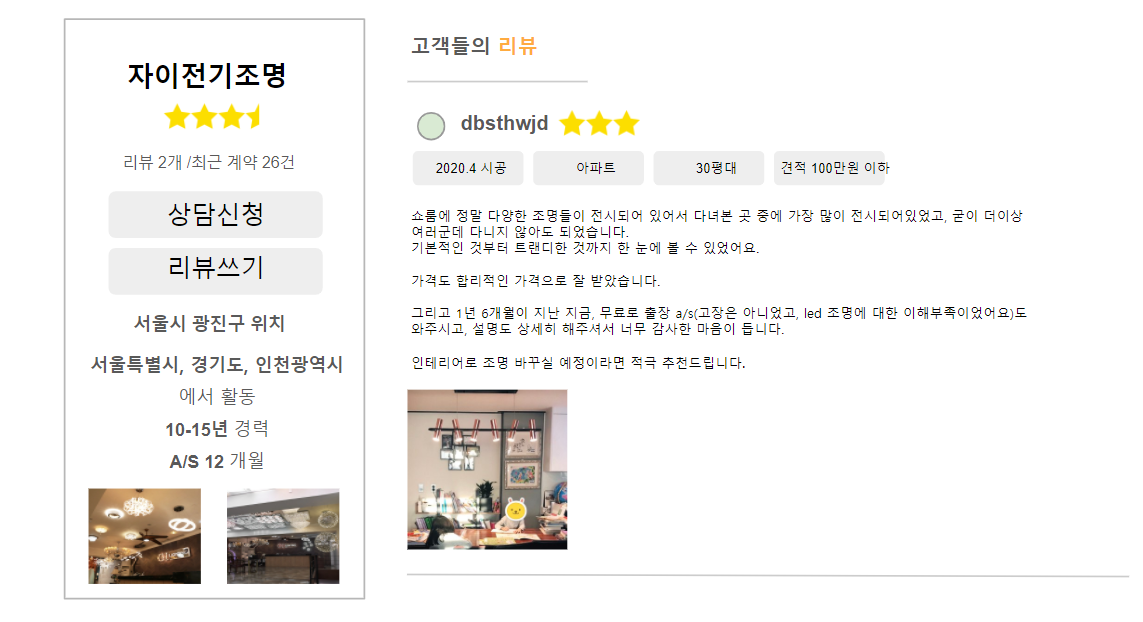 자이전기조명
리뷰 2개 /최근 계약 26건
상담신청
리뷰쓰기
서울시 광진구 위치
서울특별시, 경기도, 인천광역시
에서 활동
10-15년 경력
A/S 12 개월
고객들의 리뷰
dbsthwjd
2020.4 시공
아파트
30평대
견적 100만원 이하
쇼룸에 정말 다양한 조명들이 전시되어 있어서 다녀본 곳 중에 가장 많이 전시되어있었고, 굳이 더이상
여러군데 다니지 않아도 되었습니다.
기본적인 것부터 트랜디한 것까지 한 눈에 볼 수 있었어요.
가격도 합리적인 가격으로 잘 받았습니다.
그리고 1년 6개월이 지난 지금, 무료로 출장 a/s(고장은 아니었고, led 조명에 대한 이해부족이었어요)도
와주시고, 설명도 상세히 해주셔서 너무 감사한 마음이 듭니다.
인테리어로 조명 바꾸실 예정이라면 적극 추천드립니다.